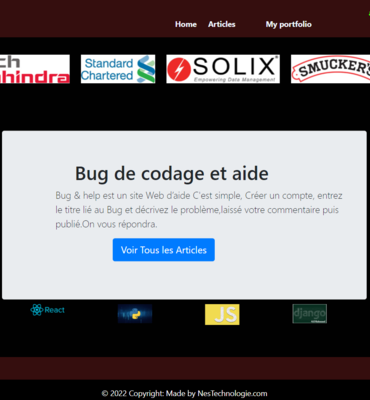 Home Articles My portfolio
ch
ahindra
Standard
Chartered
SOLIX
Empowering Data Management
SMUCKER'S
Bug de codage et aide
Bug & help est un site Web d'aide C'est simple, Créer un compte, entrez
le titre lié au Bug et décrivez le problème,laissé votre commentaire puis
publié.On vous répondra.
Voir Tous les Articles
React
JS
django
© 2022 Copyright: Made by NesTechnologie.com